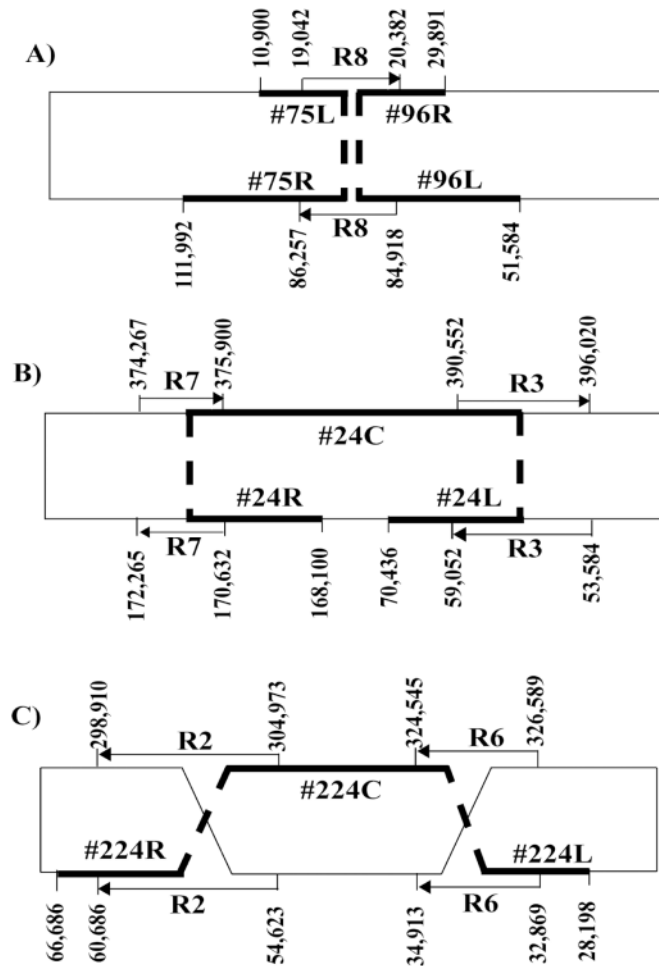 A)
10,900 19,042 20,382 29,891
R8
#75L #96R
#75R #96L
R8
111,992 86,257 84,918 51,584
B)
374,267 375,900 390,552 396,020
R7 R3
#24C
#24R #24L
R7 R3
172,265 170,632 168,100 70,436 59,052 53,584
C)
298,910 304,973 324,545 326,589
R2 R6
#224C
#224R #224L
R2 R6
66,686 60,686 54,623 34,913 32,869 28,198